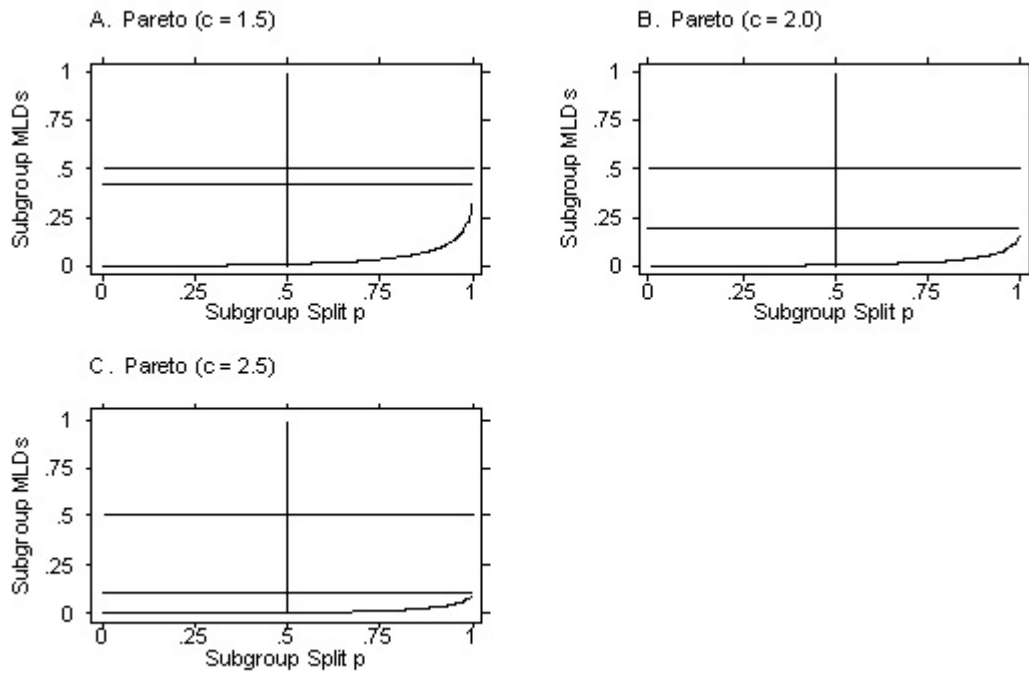 A. Pareto (c = 1.5)
Subgroup MLDs
1
.75
.5
.25
0
0 .25 .5 .75 1
Subgroup Split p
B. Pareto (c = 2.0)
Subgroup MLDs
1
.75
.5
.25
0
0 .25 .5 .75 1
Subgroup Split p
C. Pareto (c = 2.5)
Subgroup MLDs
1
.75
.5
.25
0
0 .25 .5 .75 1
Subgroup Split p